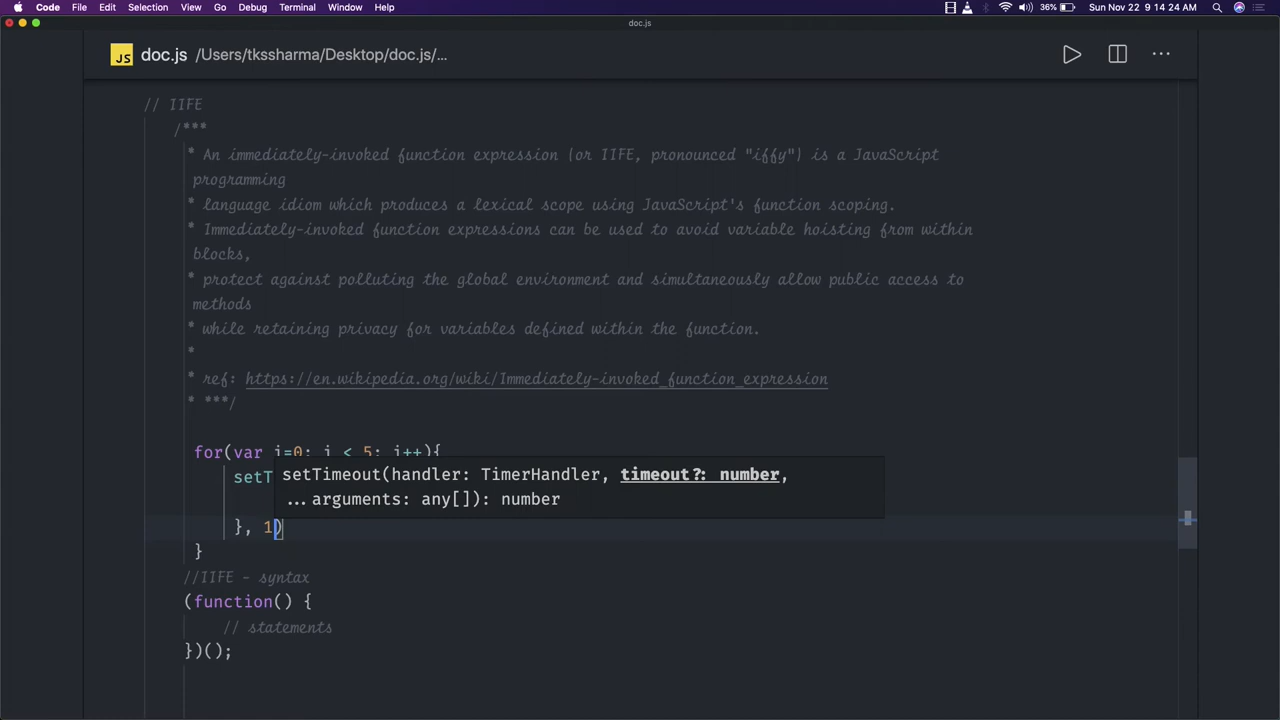 Code File Edit Selection View Go Debug Terminal Window Help 36% Sun Nov 22 9:14:24 AM
doc.js
JS doc.js /Users/tkssharma/Desktop/doc.js/...
// IIFE
/***
* An immediately-invoked function expression (or IIFE, pronounced "iffy") is a JavaScript
programming
* language idiom which produces a lexical scope using JavaScript's function scoping.
* Immediately-invoked function expressions can be used to avoid variable hoisting from within
blocks,
* protect against polluting the global environment and simultaneously allow public access to
methods
* while retaining privacy for variables defined within the function.
*
* ref: https://en.wikipedia.org/wiki/Immediately-invoked_function_expression
* ***/
for(var i=0; i < 5; i++){
setT
setTimeout(handler: TimerHandler, timeout?: number,
...arguments: any[]): number
}, 1)
}
//IIFE - syntax
(function() {
// statements
})();